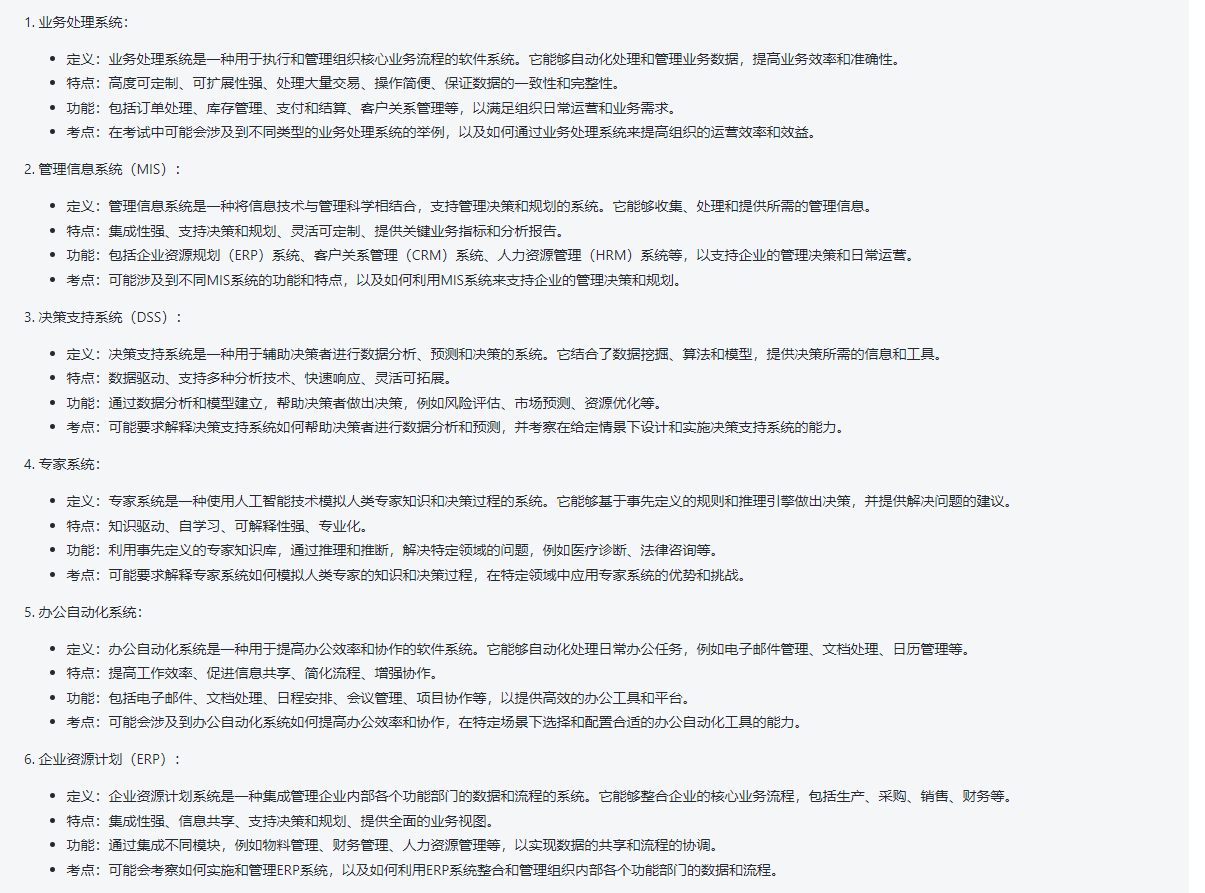 1. 业务处理系统：
• 定义：业务处理系统是一种用于执行和管理组织核心业务流程的软件系统。它能够自动化处理和管理业务数据，提高业务效率和准确性。
• 特点：高度可定制、可扩展性强、处理大量交易、操作简便、保证数据的一致性和完整性。
• 功能：包括订单处理、库存管理、支付和结算、客户关系管理等，以满足组织日常运营和业务需求。
• 考点：在考试中可能会涉及到不同类型的业务处理系统的举例，以及如何通过业务处理系统来提高组织的运营效率和效益。
2. 管理信息系统（MIS）：
• 定义：管理信息系统是一种将信息技术与管理科学相结合，支持管理决策和规划的系统。它能够收集、处理和提供所需的管理信息。
• 特点：集成性强、支持决策和规划、灵活可定制、提供关键业务指标和分析报告。
• 功能：包括企业资源规划（ERP）系统、客户关系管理（CRM）系统、人力资源管理（HRM）系统等，以支持企业的管理决策和日常运营。
• 考点：可能涉及到不同MIS系统的功能和特点，以及如何利用MIS系统来支持企业的管理决策和规划。
3. 决策支持系统（DSS）：
• 定义：决策支持系统是一种用于辅助决策者进行数据分析、预测和决策的系统。它结合了数据挖掘、算法和模型，提供决策所需的信息和工具。
• 特点：数据驱动、支持多种分析技术、快速响应、灵活可拓展。
• 功能：通过数据分析和模型建立，帮助决策者做出决策，例如风险评估、市场预测、资源优化等。
• 考点：可能要求解释决策支持系统如何帮助决策者进行数据分析和预测，并考察在给定情景下设计和实施决策支持系统的能力。
4. 专家系统：
• 定义：专家系统是一种使用人工智能技术模拟人类专家知识和决策过程的系统。它能够基于事先定义的规则和推理引擎做出决策，并提供解决问题的建议。
• 特点：知识驱动、自学习、可解释性强、专业化。
• 功能：利用事先定义的专家知识库，通过推理和推断，解决特定领域的问题，例如医疗诊断、法律咨询等。
• 考点：可能要求解释专家系统如何模拟人类专家的知识和决策过程，在特定领域中应用专家系统的优势和挑战。
5. 办公自动化系统：
• 定义：办公自动化系统是一种用于提高办公效率和协作的软件系统。它能够自动化处理日常办公任务，例如电子邮件管理、文档处理、日历管理等。
• 特点：提高工作效率、促进信息共享、简化流程、增强协作。
• 功能：包括电子邮件、文档处理、日程安排、会议管理、项目协作等，以提供高效的办公工具和平台。
• 考点：可能会涉及到办公自动化系统如何提高办公效率和协作，在特定场景下选择和配置合适的办公自动化工具的能力。
6. 企业资源计划（ERP）：
• 定义：企业资源计划系统是一种集成管理企业内部各个功能部门的数据和流程的系统。它能够整合企业的核心业务流程，包括生产、采购、销售、财务等。
• 特点：集成性强、信息共享、支持决策和规划、提供全面的业务视图。
• 功能：通过集成不同模块，例如物料管理、财务管理、人力资源管理等，以实现数据的共享和流程的协调。
• 考点：可能会考察如何实施和管理ERP系统，以及如何利用ERP系统整合和管理组织内部各个功能部门的数据和流程。